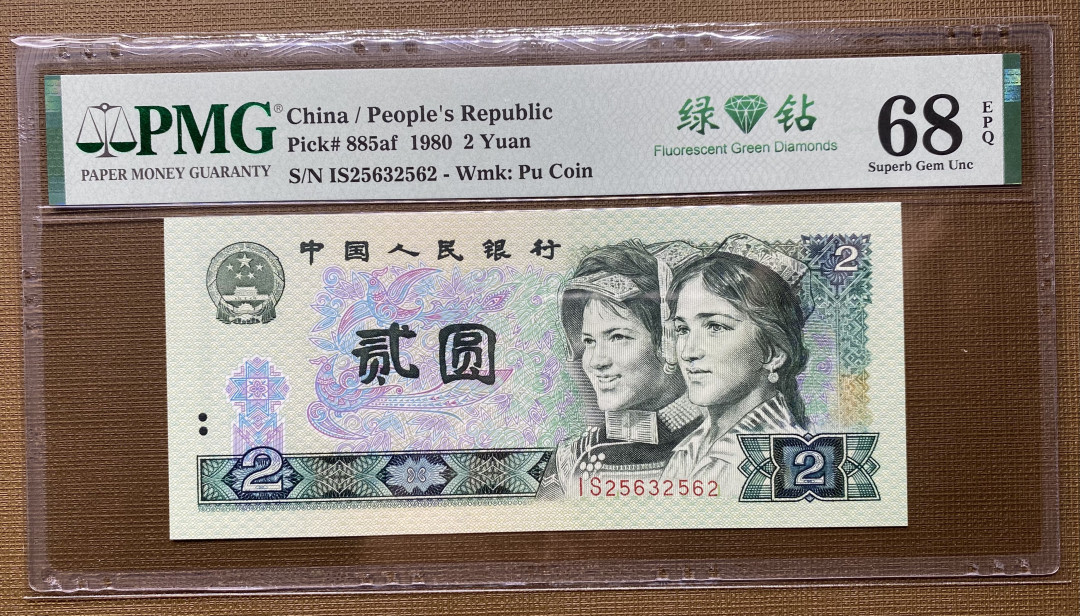 PMG®
PAPER MONEY GUARANTY
China / People's Republic
Pick# 885af 1980 2 Yuan
S/N IS25632562 - Wmk: Pu Coin
绿 钻
Fluorescent Green Diamonds
68
EPQ
Superb Gem Unc
中国人民银行
2
贰圆
2
IS25632562
2